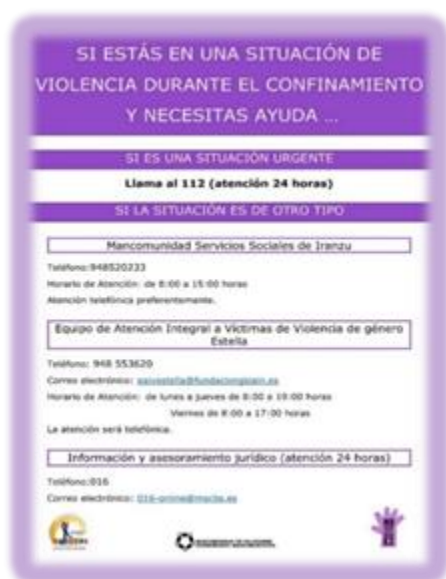 SI ESTÁS EN UNA SITUACIÓN DE
VIOLENCIA DURANTE EL CONFINAMIENTO
Y NECESITAS AYUDA ...
SI ES UNA SITUACIÓN URGENTE
Llama al 112 (atención 24 horas)
SI LA SITUACIÓN ES DE OTRO TIPO
Mancomunidad Servicios Sociales de Iranzu
Teléfono:948520233
Horario de Atención: de 8:00 a 15:00 horas
Atención telefónica preferentemente.
Equipo de Atención Integral a Víctimas de Violencia de género
Estella
Teléfono: 948 553620
Correo electrónico:
Horario de Atención: de lunes a jueves de 8:00 a 19:00 horas
Viernes de 8:00 a 17:00 horas
La atención será telefónica.
Información y asesoramiento jurídico (atención 24 horas)
Teléfono:016
Correo electrónico: